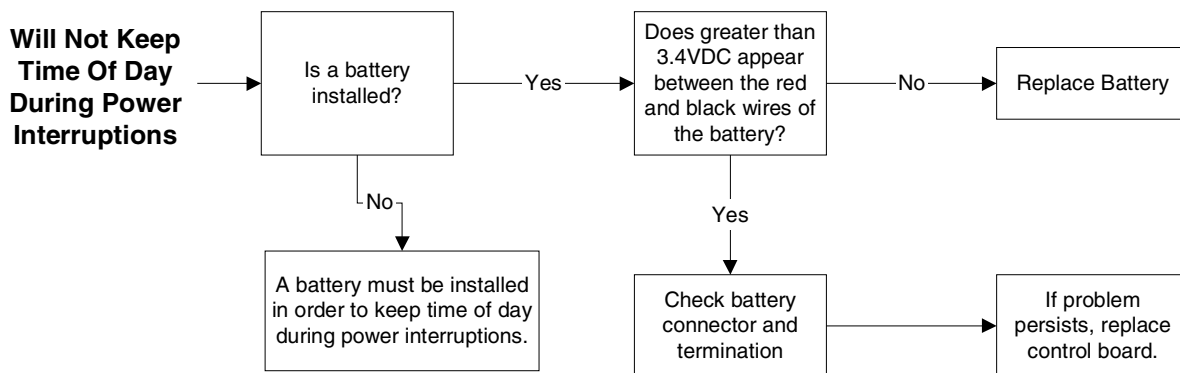 Will Not Keep
Time Of Day
During Power
Interruptions
Is a battery
installed?
Yes
Does greater than
3.4VDC appear
between the red
and black wires of
the battery?
No
Replace Battery
No
A battery must be installed
in order to keep time of day
during power interruptions.
Yes
Check battery
connector and
termination
If problem
persists, replace
control board.